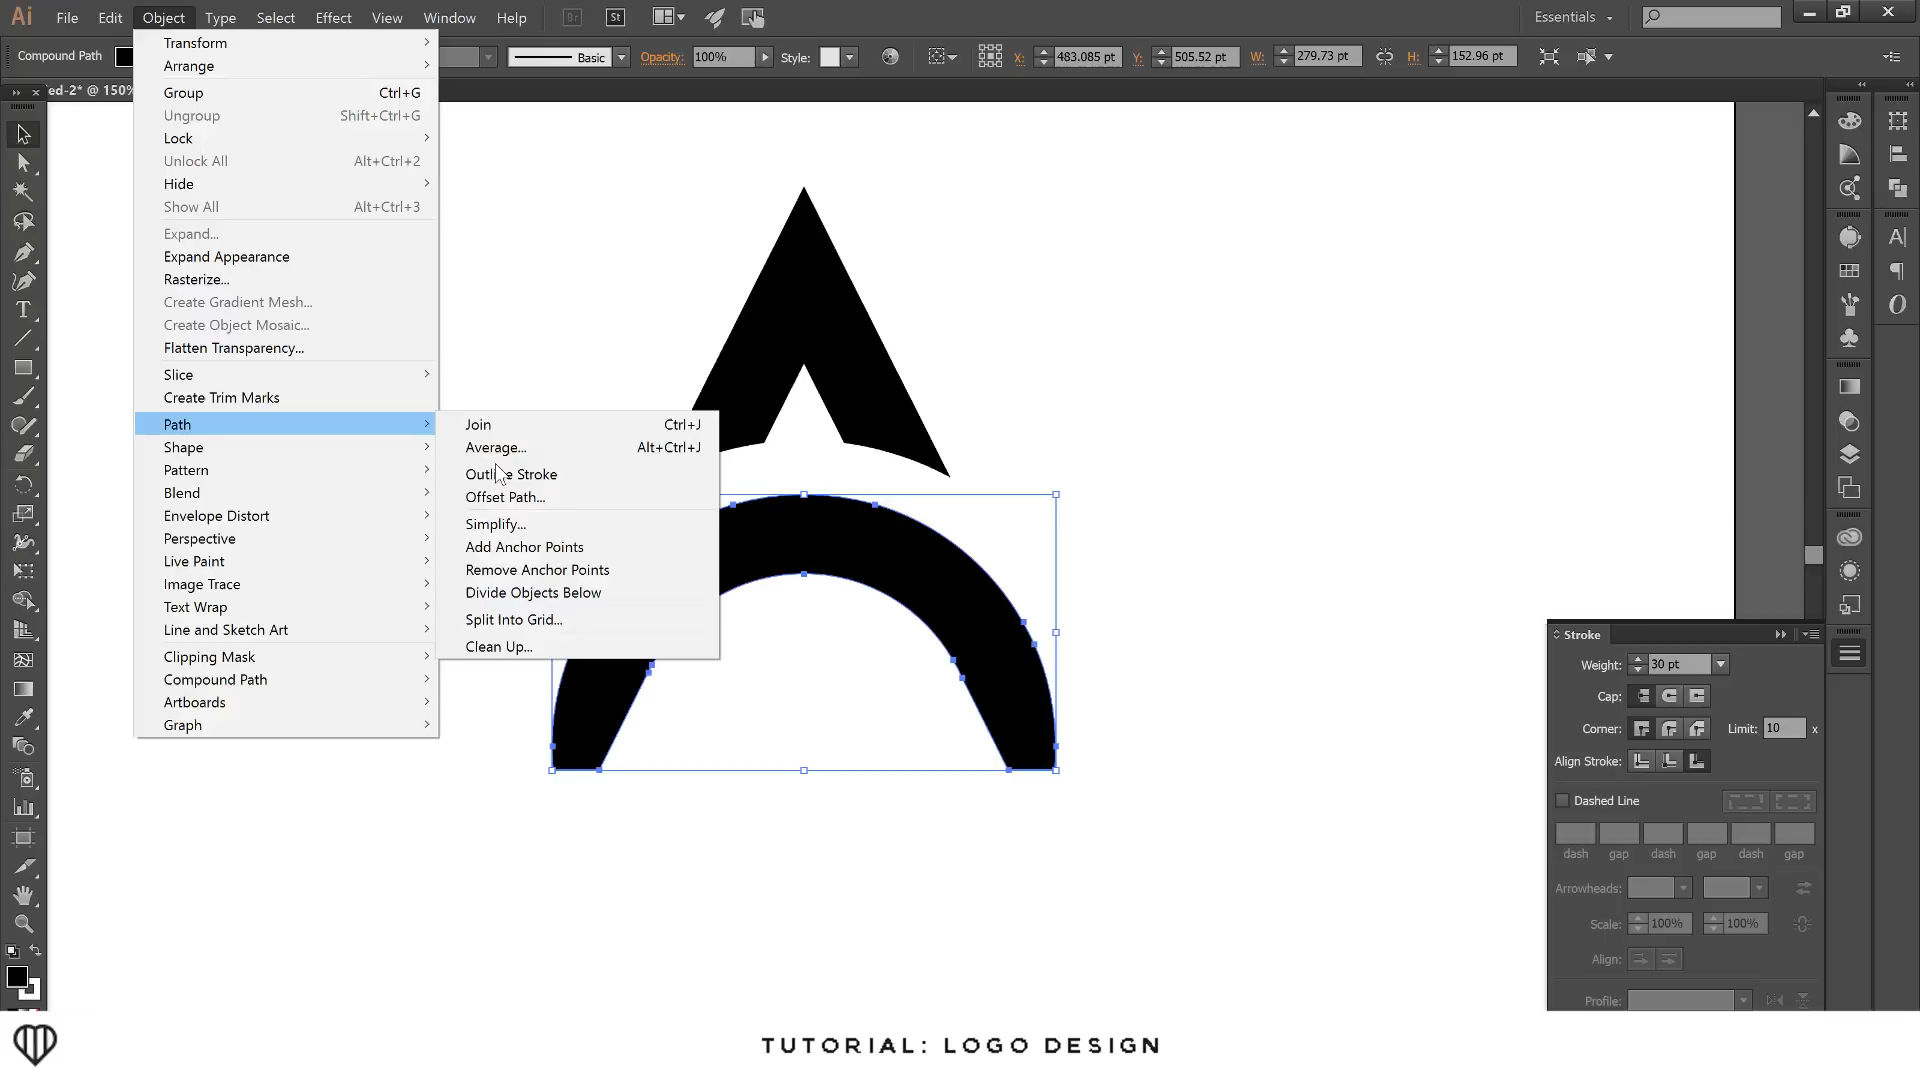 Ai File Edit Object Type Select Effect View Window Help Br St Essentials
Compound Path Basic Opacity: 100% Style: X: 483.085 pt Y: 505.52 pt W: 279.73 pt H: 152.96 pt
ed-2* @ 150%
Transform
Arrange
Group Ctrl+G
Ungroup Shift+Ctrl+G
Lock
Unlock All Alt+Ctrl+2
Hide
Show All Alt+Ctrl+3
Expand...
Expand Appearance
Rasterize...
Create Gradient Mesh...
Create Object Mosaic...
Flatten Transparency...
Slice
Create Trim Marks
Path
Shape
Pattern
Blend
Envelope Distort
Perspective
Live Paint
Image Trace
Text Wrap
Line and Sketch Art
Clipping Mask
Compound Path
Artboards
Graph
Join Ctrl+J
Average... Alt+Ctrl+J
Outline Stroke
Offset Path...
Simplify...
Add Anchor Points
Remove Anchor Points
Divide Objects Below
Split Into Grid...
Clean Up...
Stroke
Weight: 30 pt
Cap:
Corner: Limit: 10 x
Align Stroke:
Dashed Line
dash gap dash gap dash gap
Arrowheads:
Scale: 100% 100%
Align:
Profile:
TUTORIAL: LOGO DESIGN